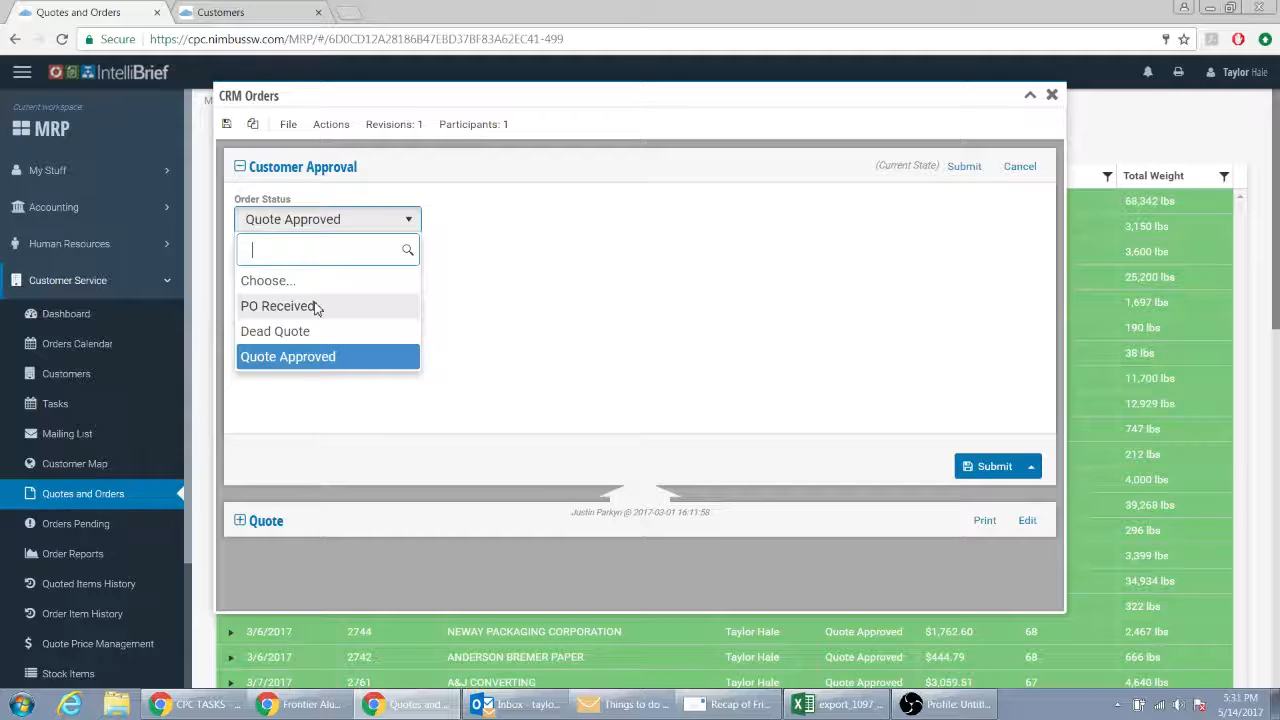 Quotes and Orders
Customers
Secure
https://cpc.nimbussw.com/MRP/#/6D0CD12A28186B47EBD37BF83A62EC41-499
IntelliBrief
Taylor Hale
Current workspace:
MRP
My Stuff
Accounting
Human Resources
Customer Service
Dashboard
Orders Calendar
Customers
Tasks
Mailing List
Customer Map
Quotes and Orders
Orders Pending
Order Reports
Quoted Items History
Order Item History
Quote Price Management
Stock Items
CRM Orders
File Actions Revisions: 1 Participants: 1
Customer Approval
(Current State) Submit Cancel
Order Status
Quote Approved
Choose...
PO Received
Dead Quote
Quote Approved
Submit
Justin Parkyn @ 2017-03-01 16:11:58
Quote
Print Edit
Total Weight
68,342 lbs
3,150 lbs
3,600 lbs
25,200 lbs
1,697 lbs
190 lbs
38 lbs
11,700 lbs
12,929 lbs
747 lbs
212 lbs
4,000 lbs
39,268 lbs
296 lbs
3,399 lbs
34,934 lbs
322 lbs
3/6/2017 2744 NEWAY PACKAGING CORPORATION Taylor Hale Quote Approved $1,762.60 68 2,467 lbs
3/6/2017 2742 ANDERSON BREMER PAPER Taylor Hale Quote Approved $444.79 68 666 lbs
3/7/2017 2761 A&J CONVERTING Taylor Hale Quote Approved $3,059.51 67 4,640 lbs
CPC TASKS ...
Frontier Alu...
Quotes and...
Inbox - taylo...
Things to do ...
Recap of Fri...
export_1097_...
Profile: Untit...
5:31 PM
5/14/2017